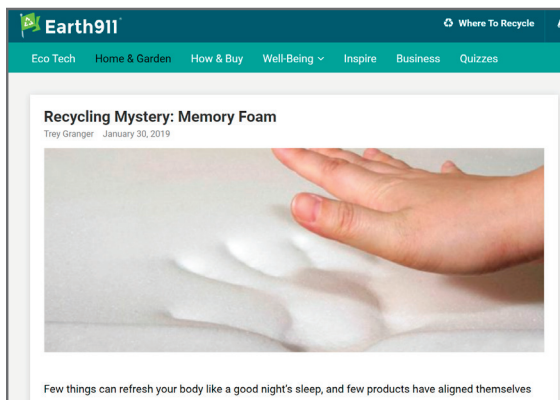 Earth911
Where To Recycle
Eco Tech Home & Garden How & Buy Well-Being Inspire Business Quizzes
Recycling Mystery: Memory Foam
Trey Granger January 30, 2019
Few things can refresh your body like a good night's sleep, and few products have aligned themselves